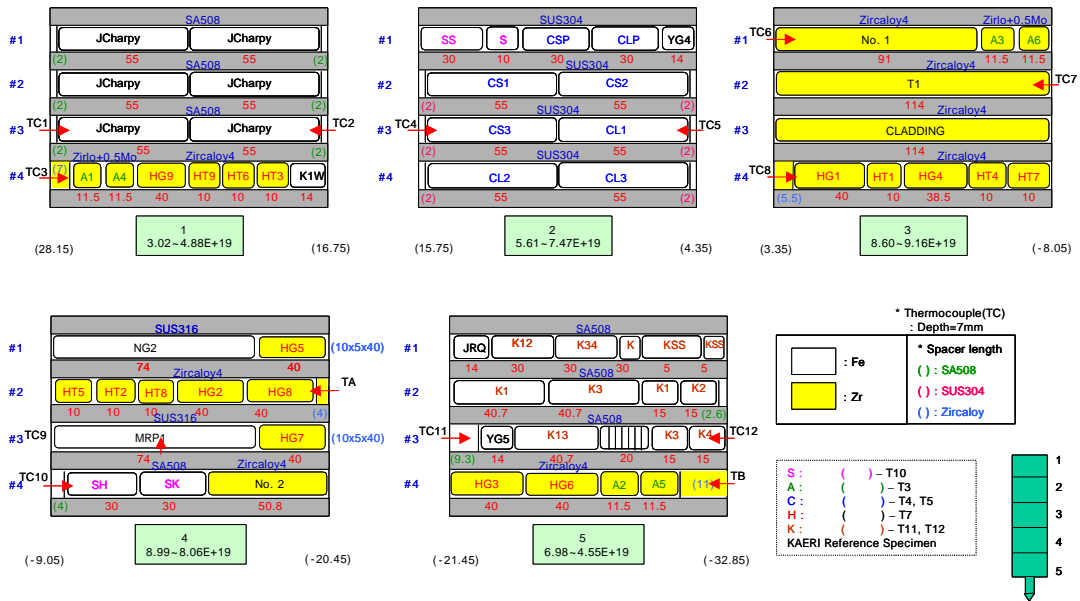 SA508
#1 JCharpy JCharpy
(2) 55 55 (2)
SA508
#2 JCharpy JCharpy
(2) 55 55 (2)
SA508
TC1 #3 JCharpy JCharpy TC2
(2) 55 55 (2)
Zirlo+0.5Mo Zircaloy4
(7)
#4 TC3 A1 A4 HG9 HT9 HT6 HT3 K1W
11.5 11.5 40 10 10 10 14
1
3.02~4.88E+19
(28.15) (16.75)
SUS304
#1 SS S CSP CLP YG4
30 10 30 30 14
SUS304
#2 CS1 CS2
(2) 55 55 (2)
SUS304
TC4 #3 CS3 CL1 TC5
(2) 55 55 (2)
SUS304
#4 CL2 CL3
(2) 55 55 (2)
2
5.61~7.47E+19
(15.75) (4.35)
Zircaloy4 Zirlo+0.5Mo
#1 TC6 No. 1 A3 A6
91 11.5 11.5
Zircaloy4
#2 T1 TC7
114
Zircaloy4
#3 CLADDING
114
Zircaloy4
#4 TC8 HG1 HT1 HG4 HT4 HT7
(5.5) 40 10 38.5 10 10
3
8.60~9.16E+19
(3.35) (-8.05)
SUS316
#1 NG2 HG5 (10x5x40)
74 40
Zircaloy4
#2 HT5 HT2 HT8 HG2 HG8 TA
10 10 10 40 40 (4)
SUS316
#3 TC9 MRP1 HG7 (10x5x40)
74 40
SA508 Zircaloy4
#4 TC10 SH SK No. 2
(4) 30 30 50.8
4
8.99~8.06E+19
(-9.05) (-20.45)
SA508
#1 JRQ K12 K34 K KSS KSS
14 30 30 30 5 5
SA508
#2 K1 K3 K1 K2
40.7 40.7 15 15 (2.6)
SA508
#3 TC11 YG5 K13 K3 K4 TC12
(9.3) 14 40.7 20 15 15
Zircaloy4
#4 HG3 HG6 A2 A5 (11) TB
40 40 11.5 11.5
5
6.98~4.55E+19
(-21.45) (-32.85)
* Thermocouple(TC)
: Depth=7mm
: Fe
: Zr
* Spacer length
( ) : SA508
( ) : SUS304
( ) : Zircaloy
S : ( ) – T10
A : ( ) – T3
C : ( ) – T4, T5
H : ( ) – T7
K : ( ) – T11, T12
KAERI Reference Specimen
1
2
3
4
5